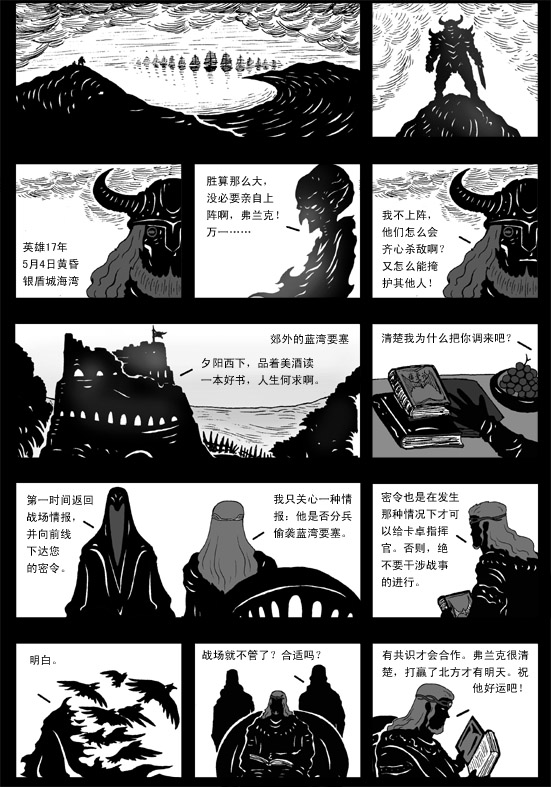 英雄17年
5月4日黄昏
银盾城海湾
胜算那么大，
没必要亲自上
阵啊，弗兰克！
万一……
我不上阵，
他们怎么会
齐心杀敌啊？
又怎么能掩
护其他人！
郊外的蓝湾要塞
夕阳西下，品着美酒读
一本好书，人生何求啊。
清楚我为什么把你调来吧？
第一时间返回
战场情报，
并向前线
下达您
的密令。
我只关心一种情
报：他是否分兵
偷袭蓝湾要塞。
密令也是在发生
那种情况下才可
以给卡卓指挥
官。否则，绝
不要干涉战事
的进行。
明白。
战场就不管了？合适吗？
有共识才会合作。弗兰克很清
楚，打赢了北方才有明天。祝
他好运吧！